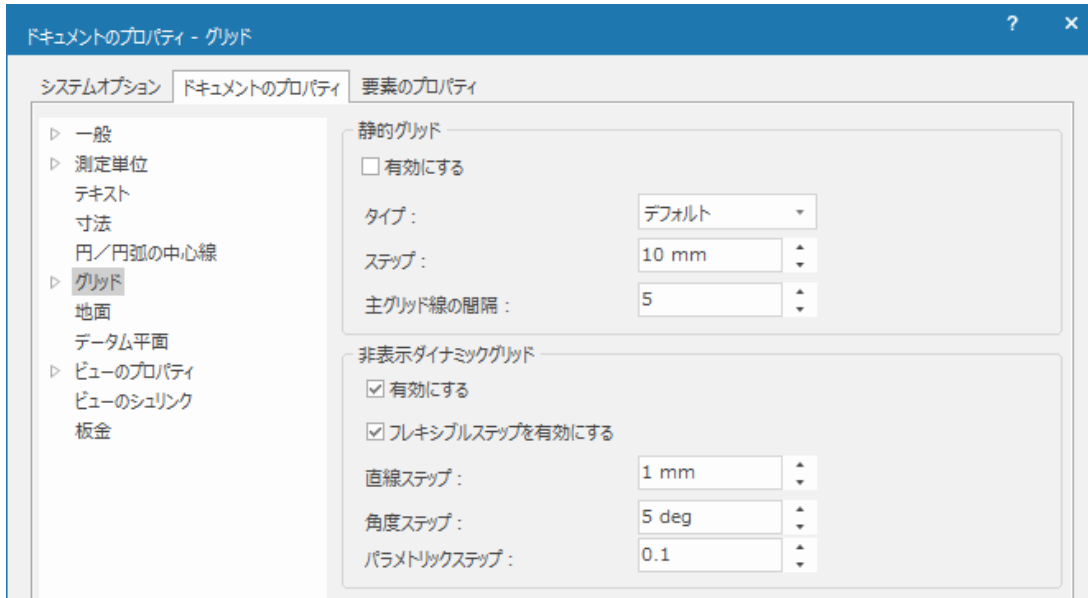 ドキュメントのプロパティ - グリッド ? ×
システムオプション ドキュメントのプロパティ 要素のプロパティ
一般
測定単位
テキスト
寸法
円／円弧の中心線
グリッド
地面
データム平面
ビューのプロパティ
ビューのシュリンク
板金
静的グリッド
有効にする
タイプ : デフォルト
ステップ : 10 mm
主グリッド線の間隔 : 5
非表示ダイナミックグリッド
有効にする
フレキシブルステップを有効にする
直線ステップ : 1 mm
角度ステップ : 5 deg
パラメトリックステップ : 0.1